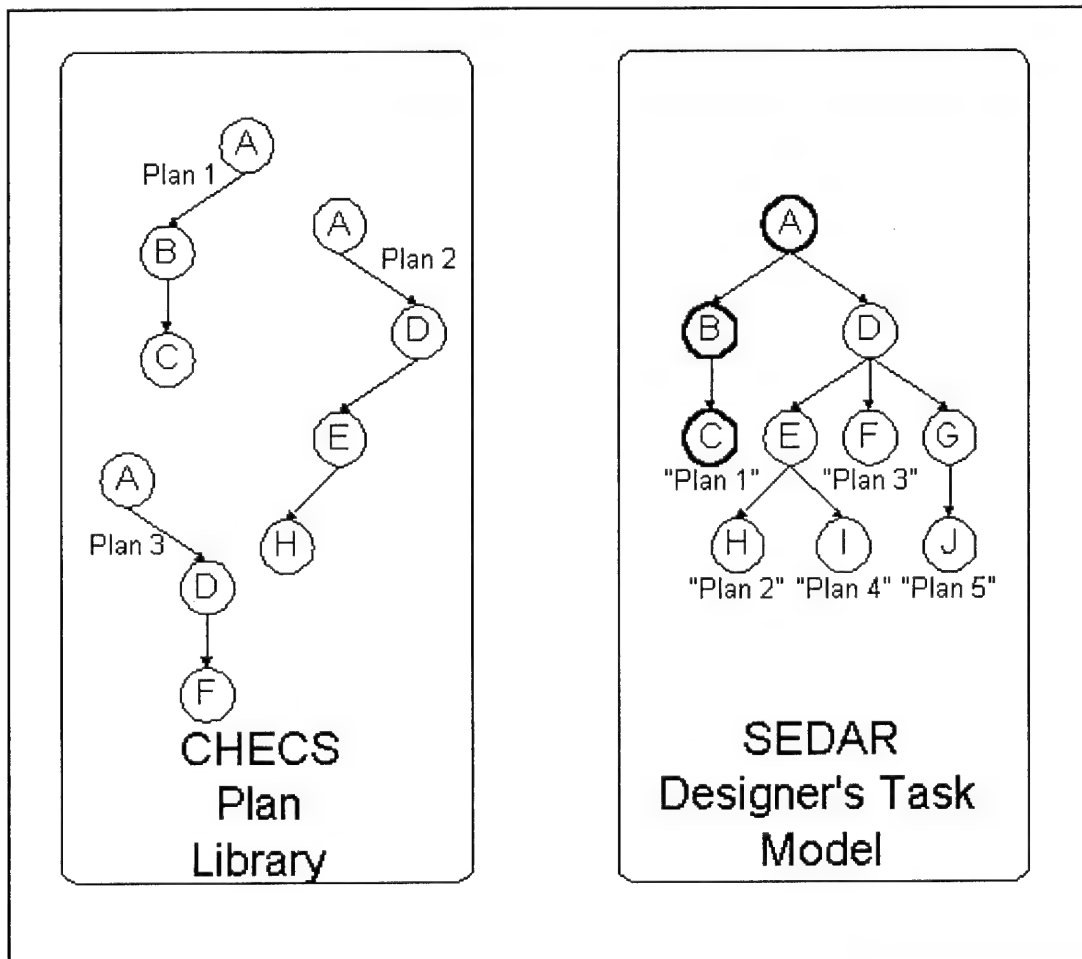 A
Plan 1
B
C
A
Plan 2
D
E
H
A
Plan 3
D
F
CHECS
Plan
Library
A
B
D
C
E
F
G
"Plan 1"
"Plan 3"
H
I
J
"Plan 2"
"Plan 4"
"Plan 5"
SEDAR
Designer's Task
Model